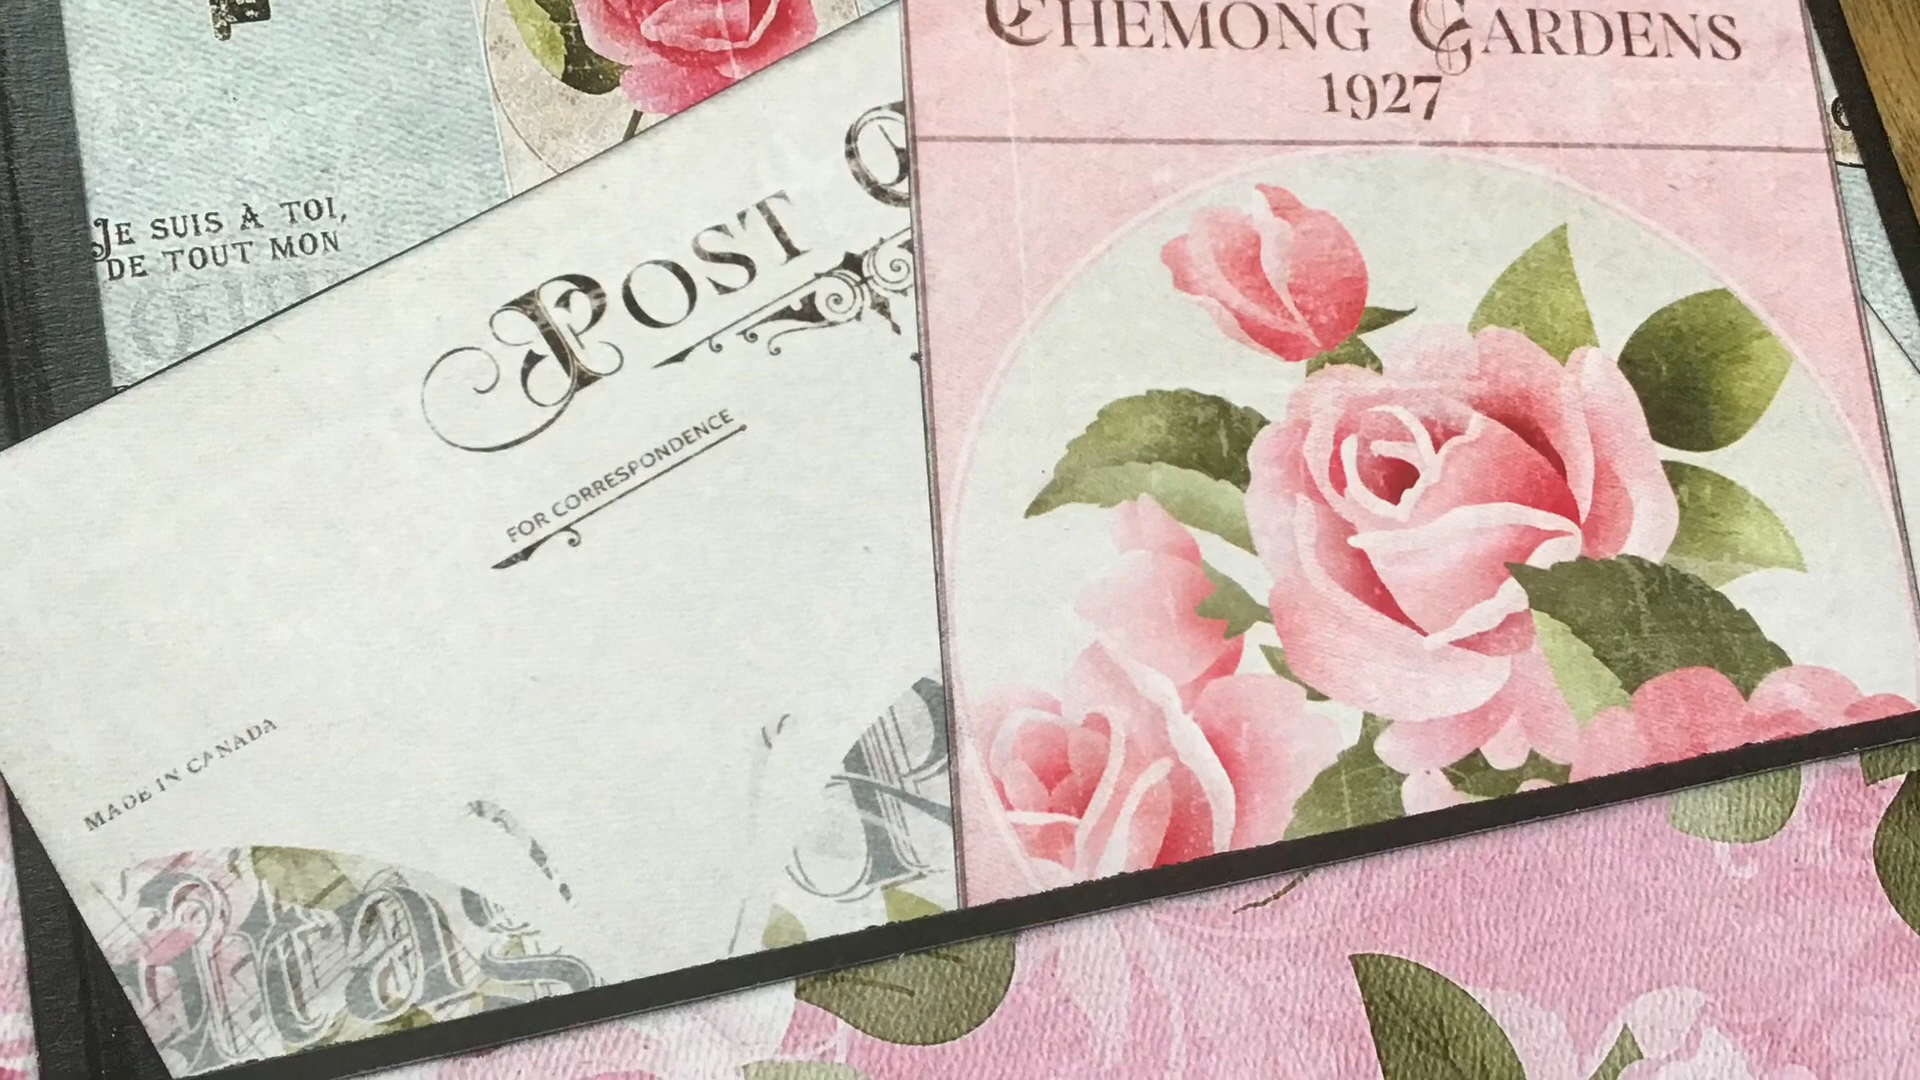 CHEMONG GARDENS
1927
JE SUIS À TOI,
DE TOUT MON
POST
FOR CORRESPONDENCE
MADE IN CANADA